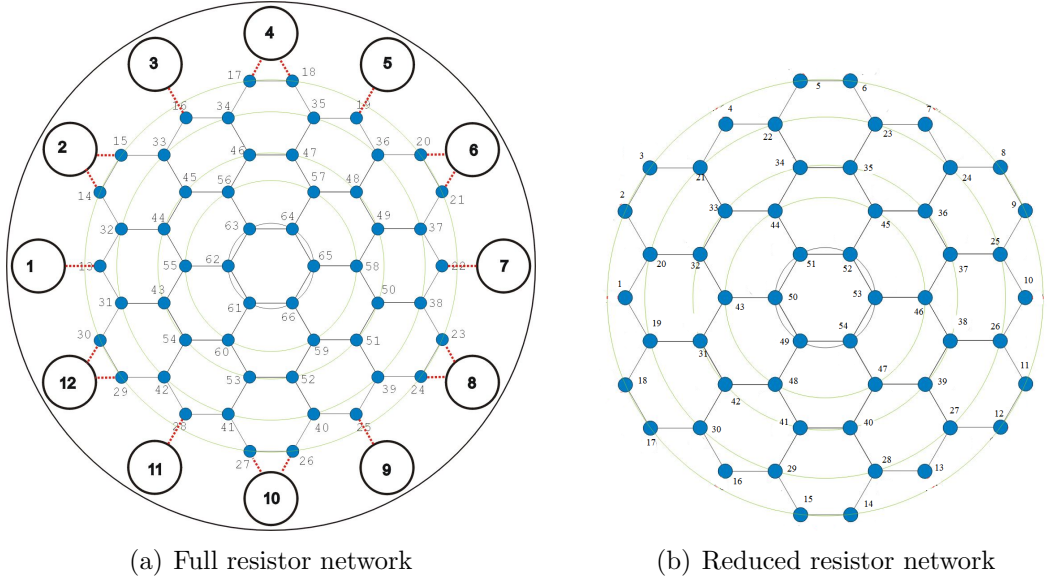 4
3 5
17 18
16 34 35 19
2 15 33 46 47 36 20 6
14 45 56 57 48 21
32 44 63 64 49 37
1 13 55 62 65 58 22 7
31 43 61 66 50 38
30 54 60 59 51 23
12 29 42 53 52 39 24 8
28 41 40 25
27 26
11 10 9
(a) Full resistor network
5 6
4 7
22 23
3 34 35 8
21 24
2 33 36 9
44 45
20 32 51 52 37 25
1 50 53 10
43 46
19 49 54 38 26
31
18 48 47 39 11
42
17 30 41 40 27 12
16 29 28 13
15 14
(b) Reduced resistor network